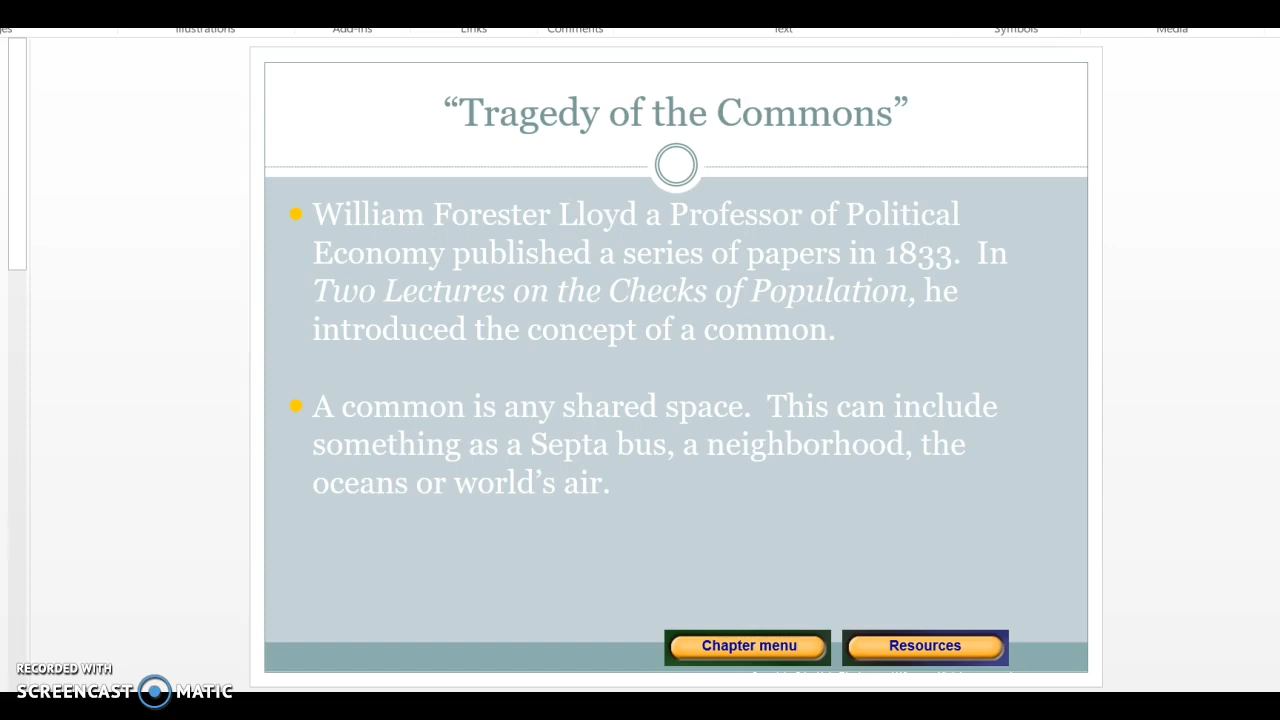 Illustrations Add-ins Links Comments Text Symbols Media
“Tragedy of the Commons”
William Forester Lloyd a Professor of Political
Economy published a series of papers in 1833. In
Two Lectures on the Checks of Population, he
introduced the concept of a common.
A common is any shared space. This can include
something as a Septa bus, a neighborhood, the
oceans or world’s air.
Chapter menu Resources
RECORDED WITH
SCREENCAST MATIC